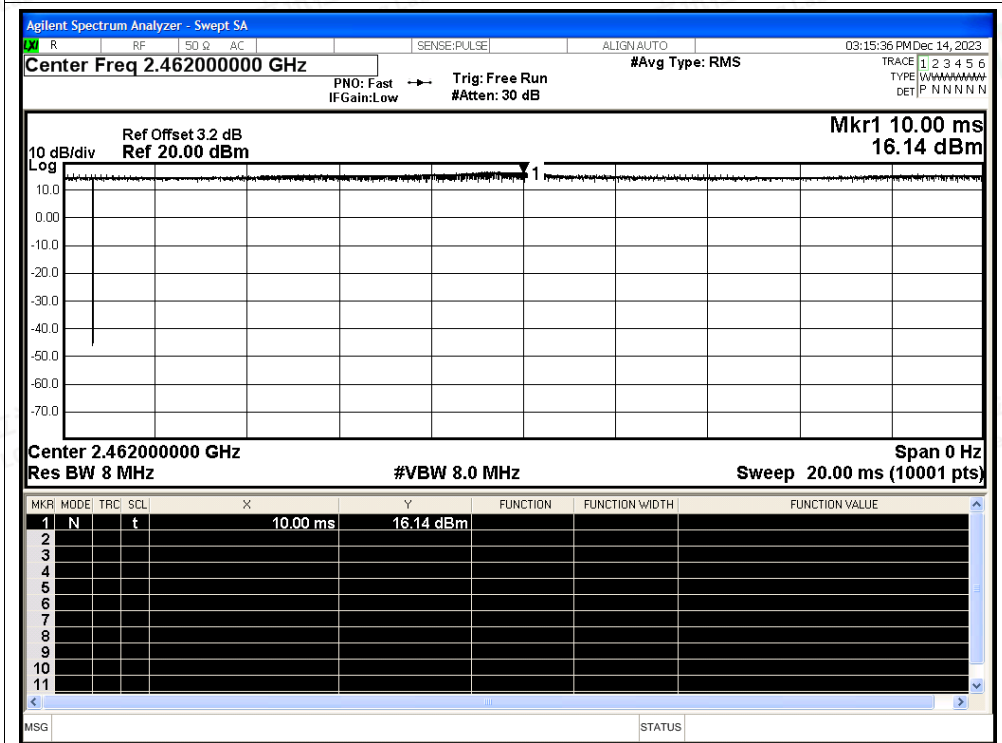 Agilent Spectrum Analyzer - Swept SA
LXI R RF 50 Ω AC SENSE:PULSE ALIGN AUTO 03:15:36 PM Dec 14, 2023
Center Freq 2.462000000 GHz #Avg Type: RMS TRACE 1 2 3 4 5 6
PNO: Fast Trig: Free Run TYPE WWWWWW
IFGain:Low #Atten: 30 dB DET P N N N N N
Mkr1 10.00 ms
16.14 dBm
Ref Offset 3.2 dB
10 dB/div Ref 20.00 dBm
Log
1
10.0
0.00
-10.0
-20.0
-30.0
-40.0
-50.0
-60.0
-70.0
Center 2.462000000 GHz Span 0 Hz
Res BW 8 MHz #VBW 8.0 MHz Sweep 20.00 ms (10001 pts)
MKR MODE TRC SCL X Y FUNCTION FUNCTION WIDTH FUNCTION VALUE
1 N t 10.00 ms 16.14 dBm
2
3
4
5
6
7
8
9
10
11
MSG STATUS